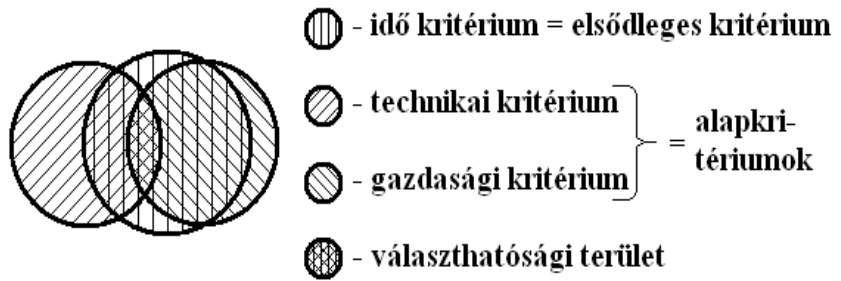 - idő kritérium = elsődleges kritérium
- technikai kritérium
- gazdasági kritérium
= alapkri-
tériumok
- választhatósági terület